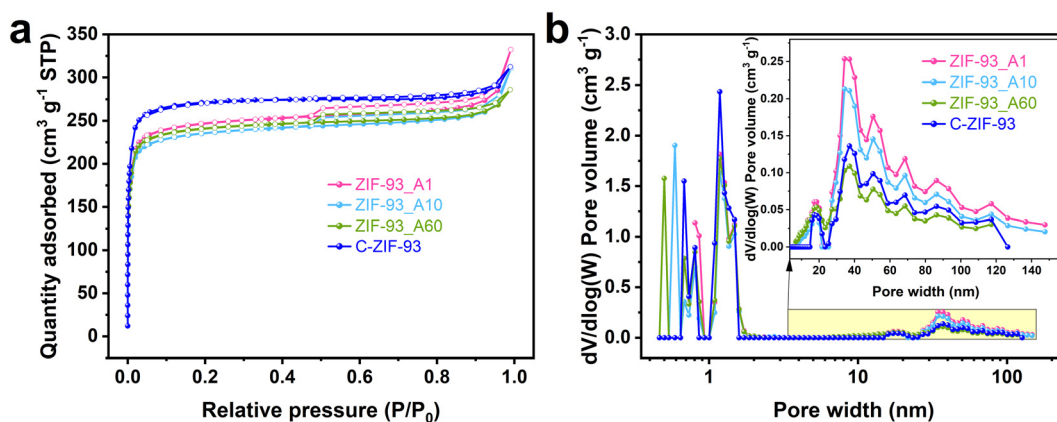 a
Quantity adsorbed (cm³ g⁻¹ STP)
350
300
250
200
150
100
50
0
ZIF-93_A1
ZIF-93_A10
ZIF-93_A60
C-ZIF-93
0.0 0.2 0.4 0.6 0.8 1.0
Relative pressure (P/P₀)
b
dV/dlog(W) Pore volume (cm³ g⁻¹)
3.0
2.5
2.0
1.5
1.0
0.5
0.0
1 10 100
Pore width (nm)
dV/dlog(W) Pore volume (cm³ g⁻¹)
0.25
0.20
0.15
0.10
0.05
0.00
ZIF-93_A1
ZIF-93_A10
ZIF-93_A60
C-ZIF-93
20 40 60 80 100 120 140
Pore width (nm)